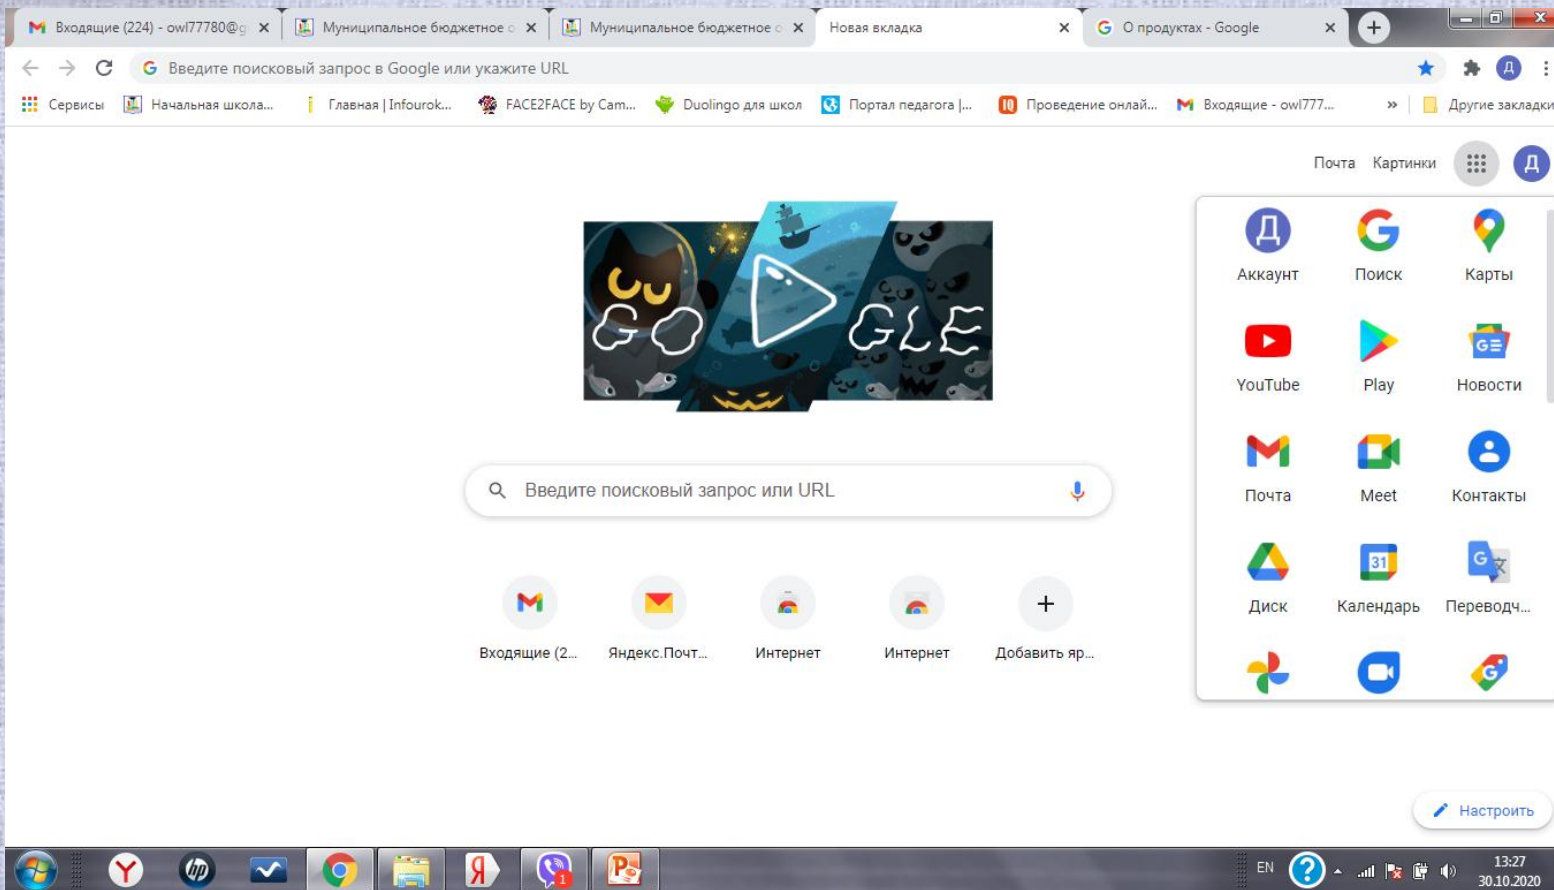 Входящие (224) - owl77780@g
Муниципальное бюджетное о
Муниципальное бюджетное о
Новая вкладка
О продуктах - Google
Введите поисковый запрос в Google или укажите URL
Д
Сервисы
Начальная школа...
Главная | Infourok...
FACE2FACE by Cam...
Duolingo для школ
Портал педагога |...
Проведение онлай...
Входящие - owl777...
»
Другие закладки
Почта
Картинки
Д
GO GLE
Д
Аккаунт
Поиск
Карты
YouTube
Play
Новости
Почта
Meet
Контакты
31
Диск
Календарь
Переводч...
Введите поисковый запрос или URL
Входящие (2...
Яндекс.Почт...
Интернет
Интернет
Добавить яр...
Настроить
EN
13:27
30.10.2020